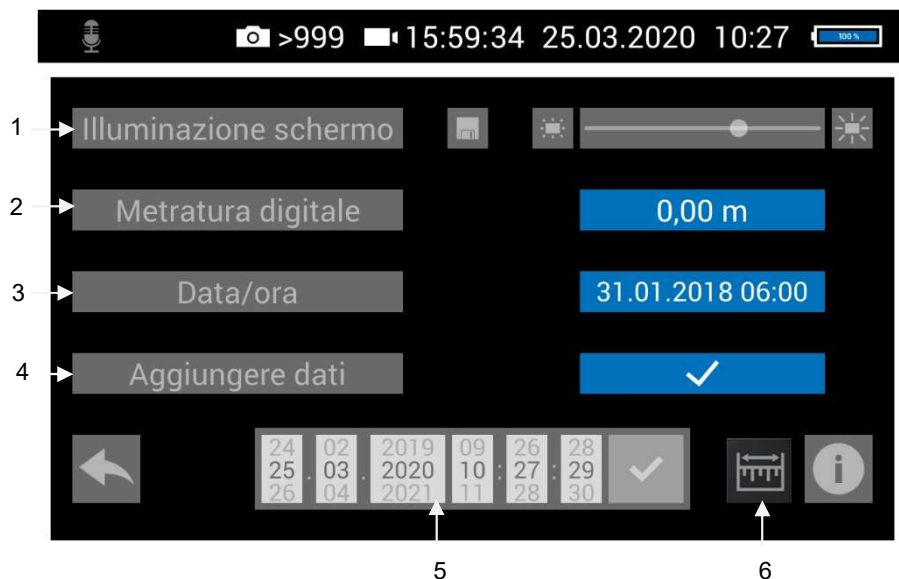 >999 15:59:34 25.03.2020 10:27 100 %
1 Illuminazione schermo
2 Metratura digitale 0,00 m
3 Data/ora 31.01.2018 06:00
4 Aggiungere dati
24 02 2019 09 26 28
25 . 03 . 2020 10 : 27 : 29
26 04 2021 11 28 30
i
5 6